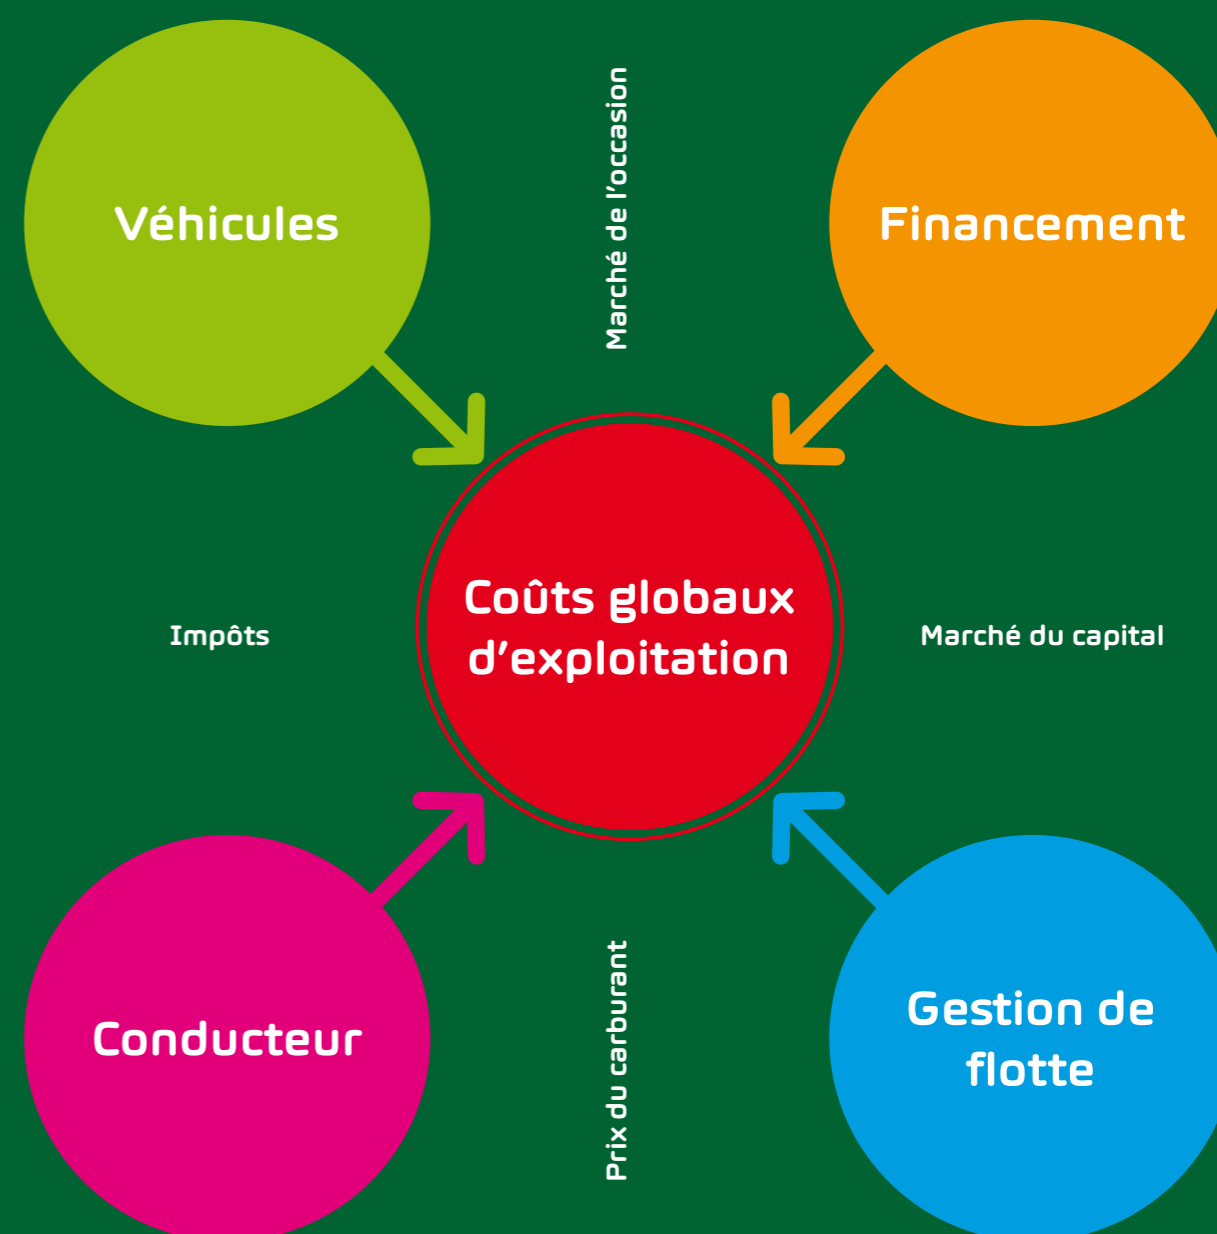 Véhicules
Marché de l'occasion
Financement
Impôts
Coûts globaux
d'exploitation
Marché du capital
Conducteur
Prix du carburant
Gestion de
flotte